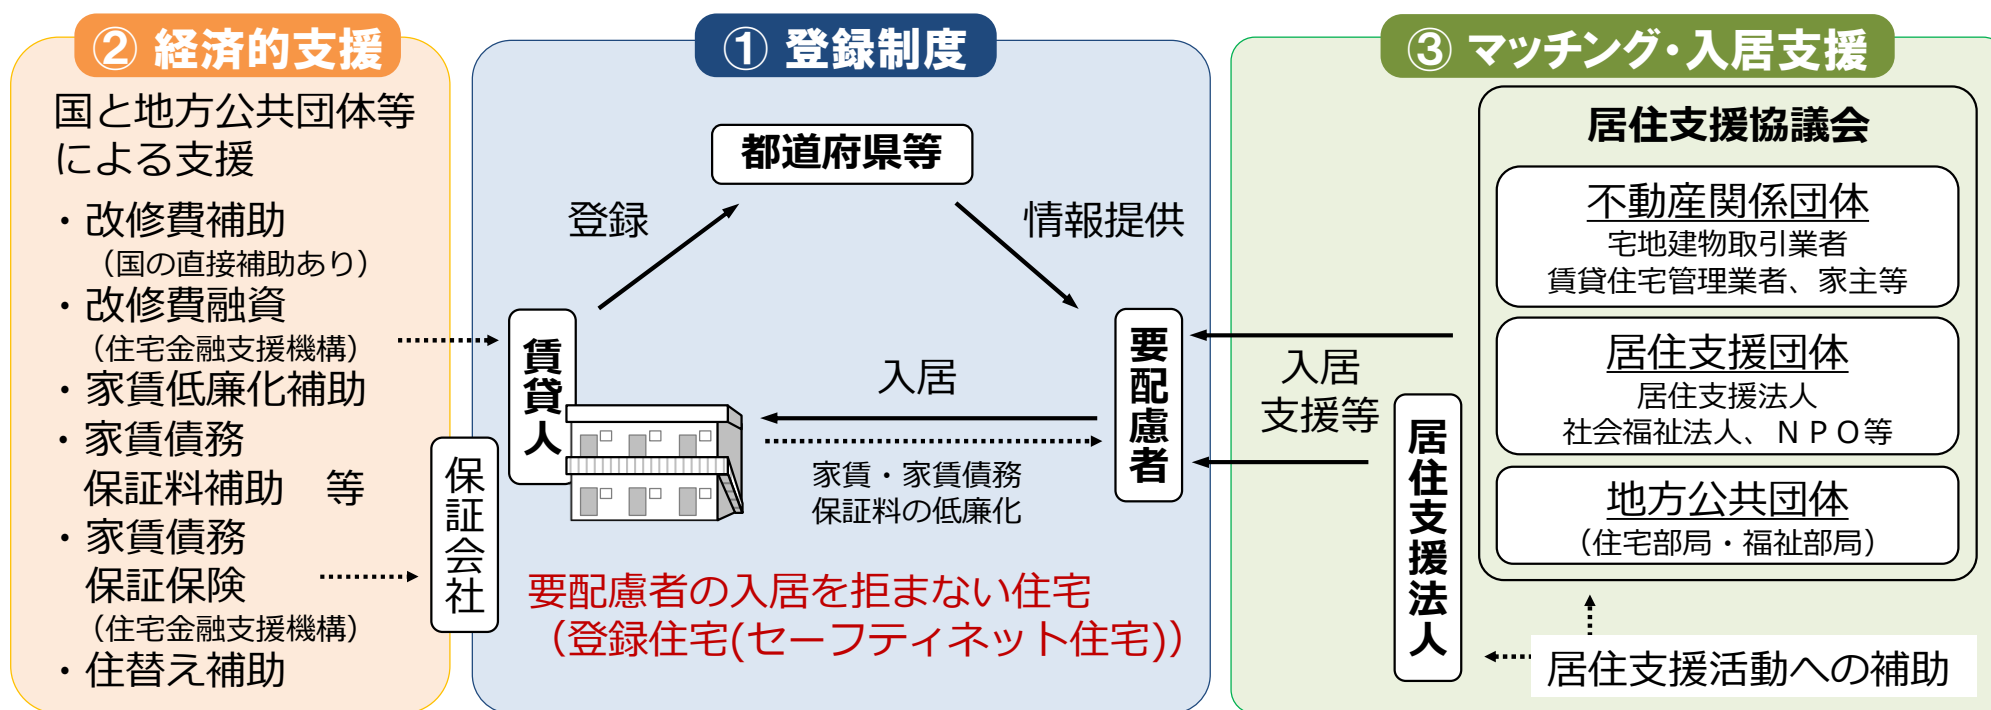 ② 経済的支援
国と地方公共団体等
による支援
・改修費補助
（国の直接補助あり）
・改修費融資
（住宅金融支援機構）
・家賃低廉化補助
・家賃債務
保証料補助　等
・家賃債務
保証保険
（住宅金融支援機構）
・住替え補助
保証会社
① 登録制度
都道府県等
登録
情報提供
賃貸人
要配慮者
入居
家賃・家賃債務
保証料の低廉化
要配慮者の入居を拒まない住宅
（登録住宅(セーフティネット住宅)）
③ マッチング・入居支援
居住支援協議会
不動産関係団体
宅地建物取引業者
賃貸住宅管理業者、家主等
居住支援団体
居住支援法人
社会福祉法人、ＮＰＯ等
地方公共団体
（住宅部局・福祉部局）
入居
支援等
居住支援法人
居住支援活動への補助